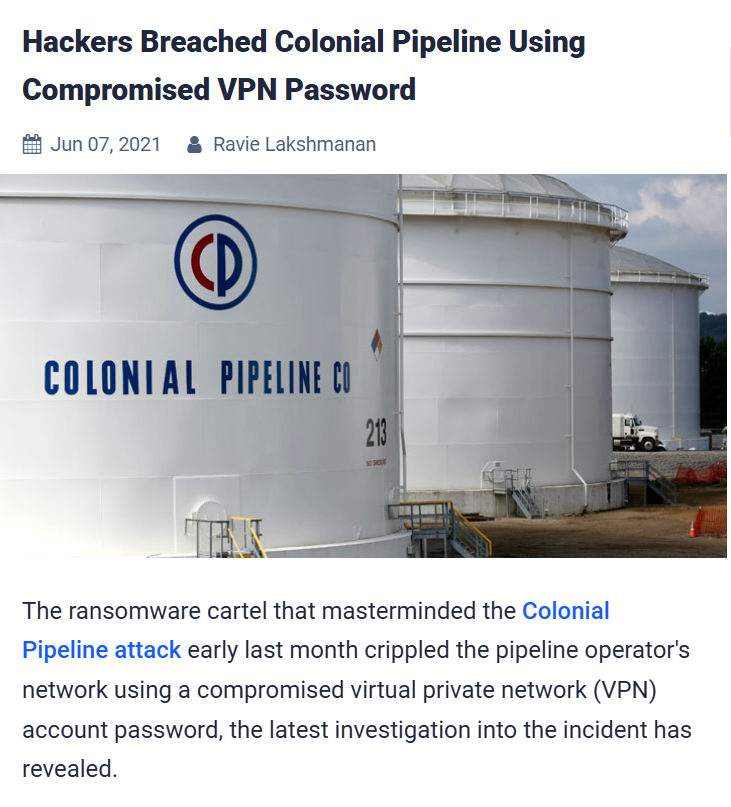 Hackers Breached Colonial Pipeline Using
Compromised VPN Password
Jun 07, 2021 Ravie Lakshmanan
CP
COLONIAL PIPELINE CO
213
NO SMOKING
The ransomware cartel that masterminded the Colonial
Pipeline attack early last month crippled the pipeline operator's
network using a compromised virtual private network (VPN)
account password, the latest investigation into the incident has
revealed.